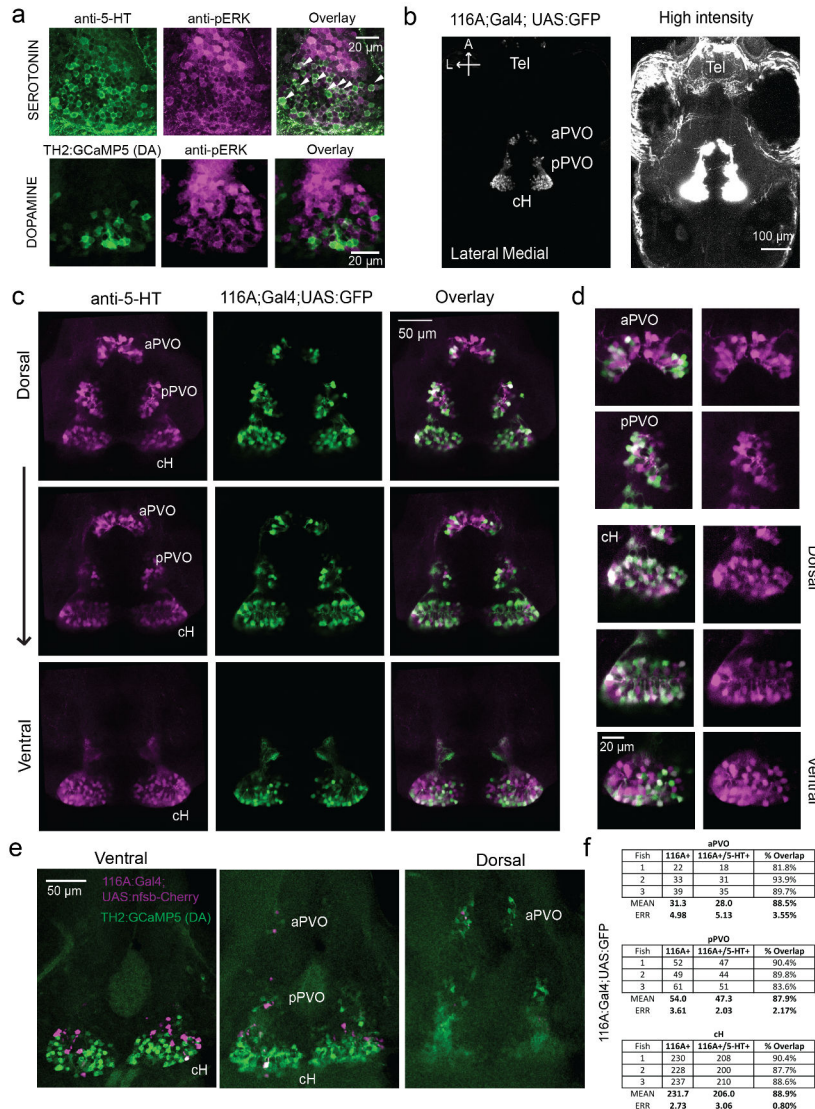 a
anti-5-HT anti-pERK Overlay
SEROTONIN
20 µm
TH2:GCaMP5 (DA) anti-pERK Overlay
DOPAMINE
20 µm
b
116A;Gal4; UAS:GFP High intensity
A
L
Tel
aPVO
pPVO
cH
Lateral Medial
Tel
100 µm
c
anti-5-HT 116A;Gal4;UAS:GFP Overlay
Dorsal
aPVO
pPVO
cH
50 µm
aPVO
pPVO
cH
Ventral
cH
d
aPVO
pPVO
cH
Dorsal
20 µm
Ventral
e
Ventral Dorsal
50 µm
116A:Gal4;
UAS:nfsb-Cherry
TH2:GCaMP5 (DA)
cH
aPVO
pPVO
cH
aPVO
f
116A:Gal4;UAS:GFP
aPVO
Fish 116A+ 116A+/5-HT+ % Overlap
1 22 18 81.8%
2 33 31 93.9%
3 39 35 89.7%
MEAN 31.3 28.0 88.5%
ERR 4.98 5.13 3.55%
pPVO
Fish 116A+ 116A+/5-HT+ % Overlap
1 52 47 90.4%
2 49 44 89.8%
3 61 51 83.6%
MEAN 54.0 47.3 87.9%
ERR 3.61 2.03 2.17%
cH
Fish 116A+ 116A+/5-HT+ % Overlap
1 230 208 90.4%
2 228 200 87.7%
3 237 210 88.6%
MEAN 231.7 206.0 88.9%
ERR 2.73 3.06 0.80%